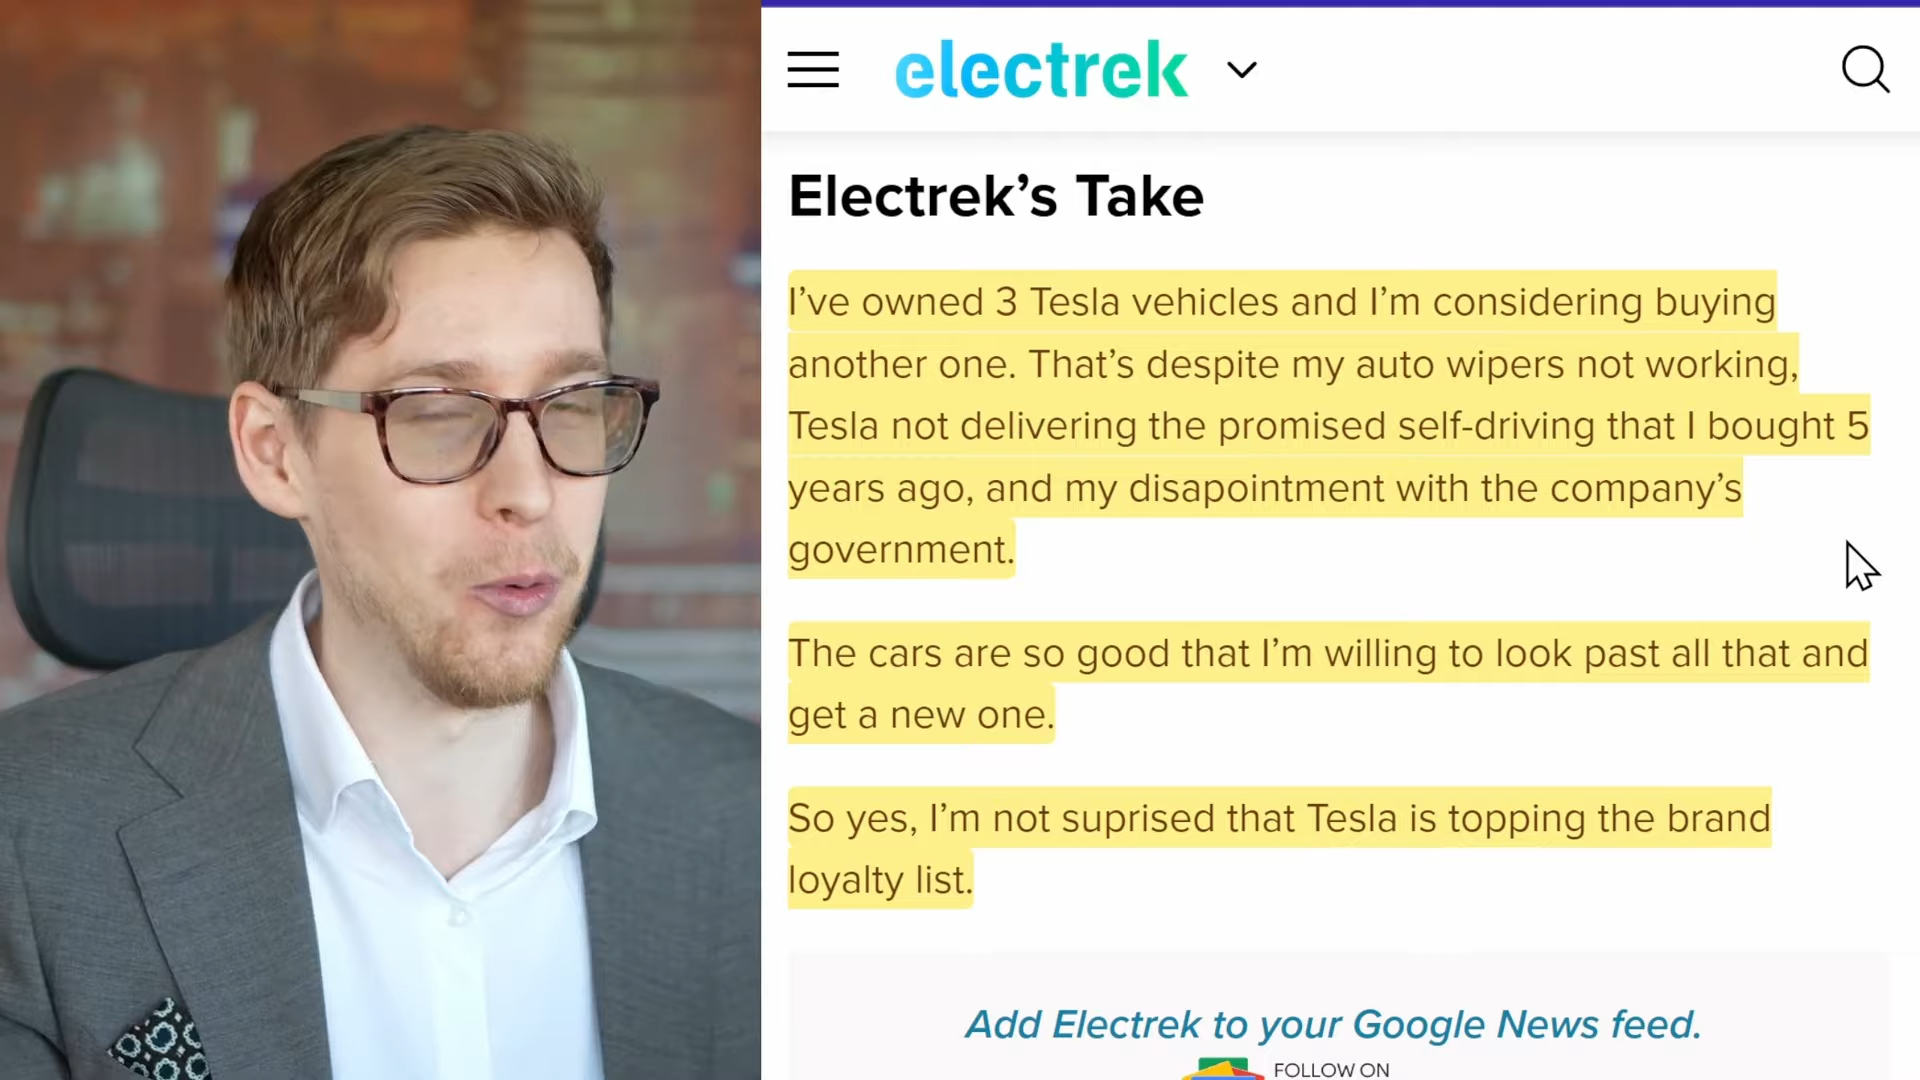 electrek
Electrek’s Take
I’ve owned 3 Tesla vehicles and I’m considering buying
another one. That’s despite my auto wipers not working,
Tesla not delivering the promised self-driving that I bought 5
years ago, and my disapointment with the company’s
government.
The cars are so good that I’m willing to look past all that and
get a new one.
So yes, I’m not suprised that Tesla is topping the brand
loyalty list.
Add Electrek to your Google News feed.
FOLLOW ON